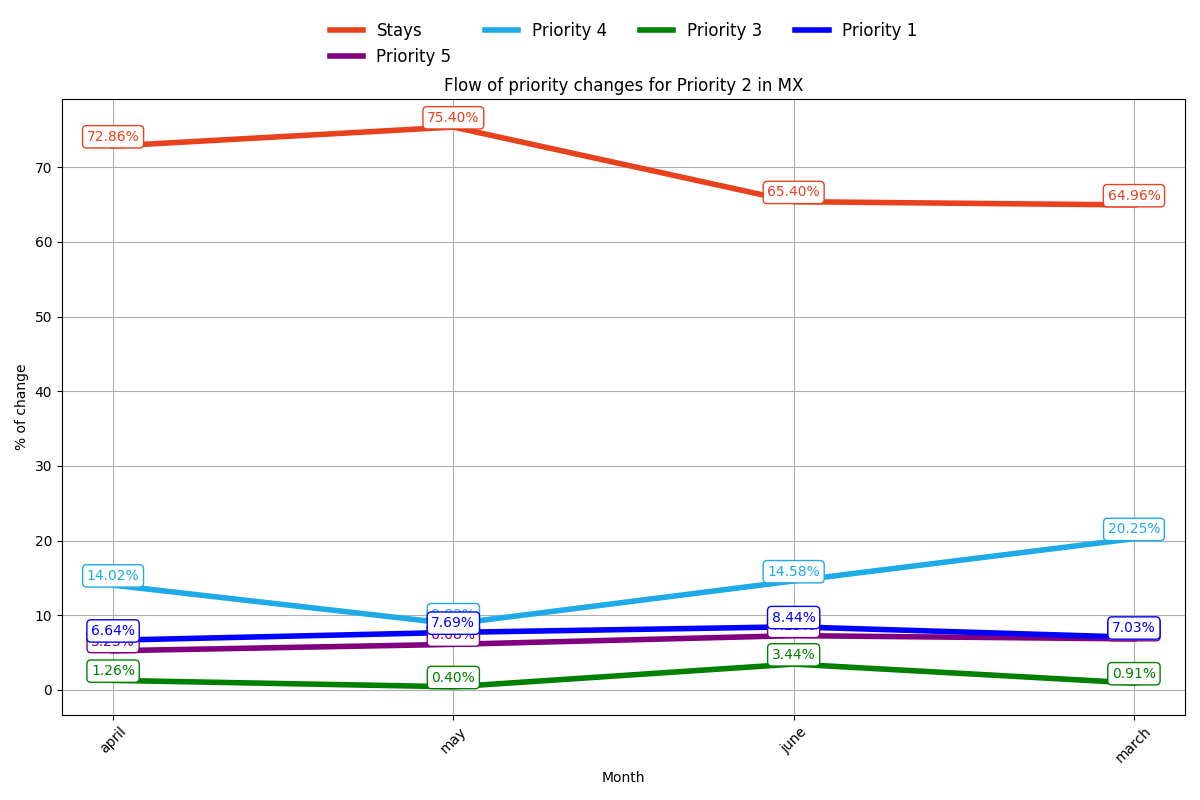 Stays Priority 4 Priority 3 Priority 1
Priority 5
Flow of priority changes for Priority 2 in MX
72.86%
75.40%
65.40%
64.96%
70
60
50
40
30
20
10
0
% of change
14.02%
14.58%
20.25%
6.64%
7.69%
8.44%
7.03%
1.26%
0.40%
3.44%
0.91%
april
may
june
march
Month